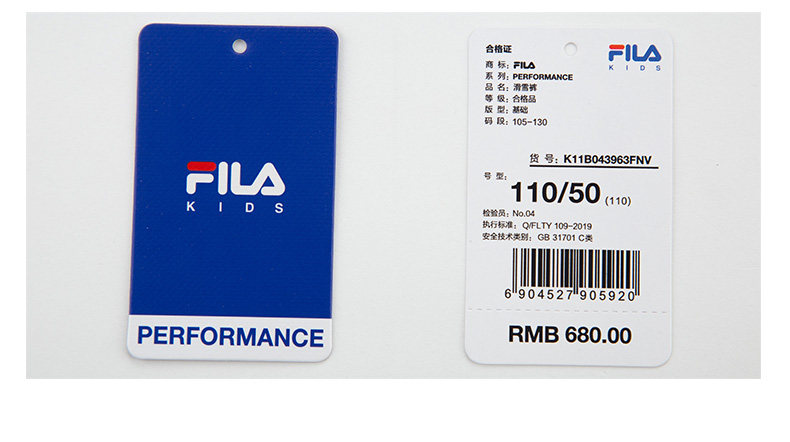 FILA
KIDS
PERFORMANCE
合格证
FILA
KIDS
商 标：FILA
系 列：PERFORMANCE
品 名：滑雪裤
等 级：合格品
版 型：基础
码 段：105-130
货 号：K11B043963FNV
号 型：
110/50 (110)
检验员：No.04
执行标准：Q/FLTY 109-2019
安全技术类别：GB 31701 C类
6 904527 905920
RMB 680.00